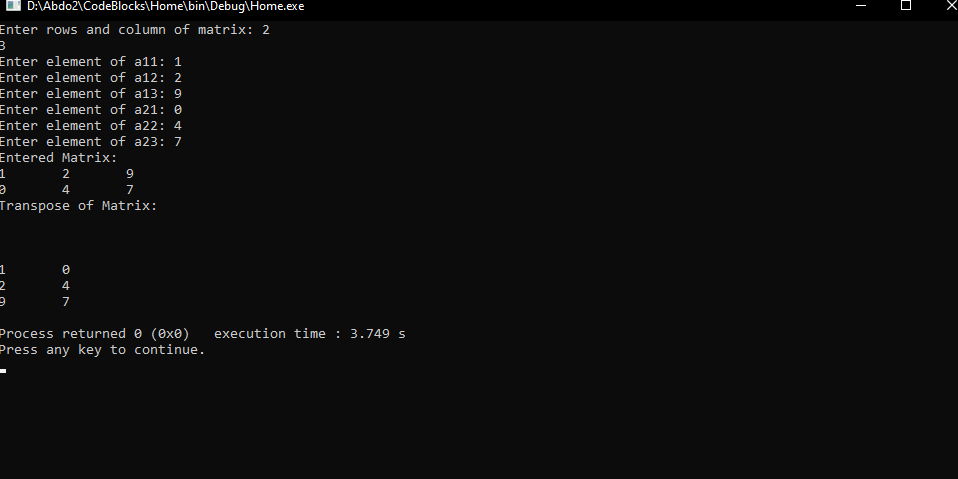 D:\Abdo2\CodeBlocks\Home\bin\Debug\Home.exe
Enter rows and column of matrix: 2
3
Enter element of a11: 1
Enter element of a12: 2
Enter element of a13: 9
Enter element of a21: 0
Enter element of a22: 4
Enter element of a23: 7
Entered Matrix:
1       2       9
0       4       7
Transpose of Matrix:
1       0
2       4
9       7
Process returned 0 (0x0)   execution time : 3.749 s
Press any key to continue.